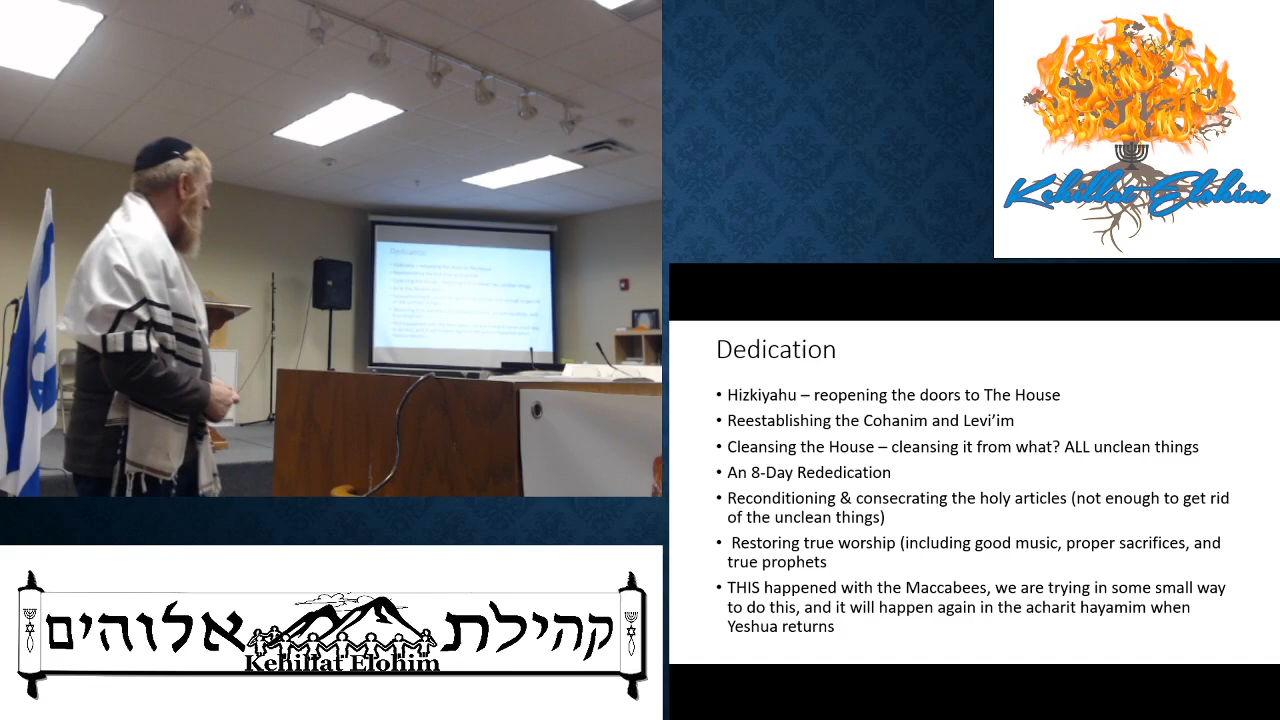 Kehillat Elohim
Dedication
• Hizkiyahu – reopening the doors to The House
• Reestablishing the Cohanim and Levi’im
• Cleansing the House – cleansing it from what? ALL unclean things
• An 8-Day Rededication
• Reconditioning & consecrating the holy articles (not enough to get rid
of the unclean things)
• Restoring true worship (including good music, proper sacrifices, and
true prophets
• THIS happened with the Maccabees, we are trying in some small way
to do this, and it will happen again in the acharit hayamim when
Yeshua returns
קהילת אלוהים
Kehillat Elohim